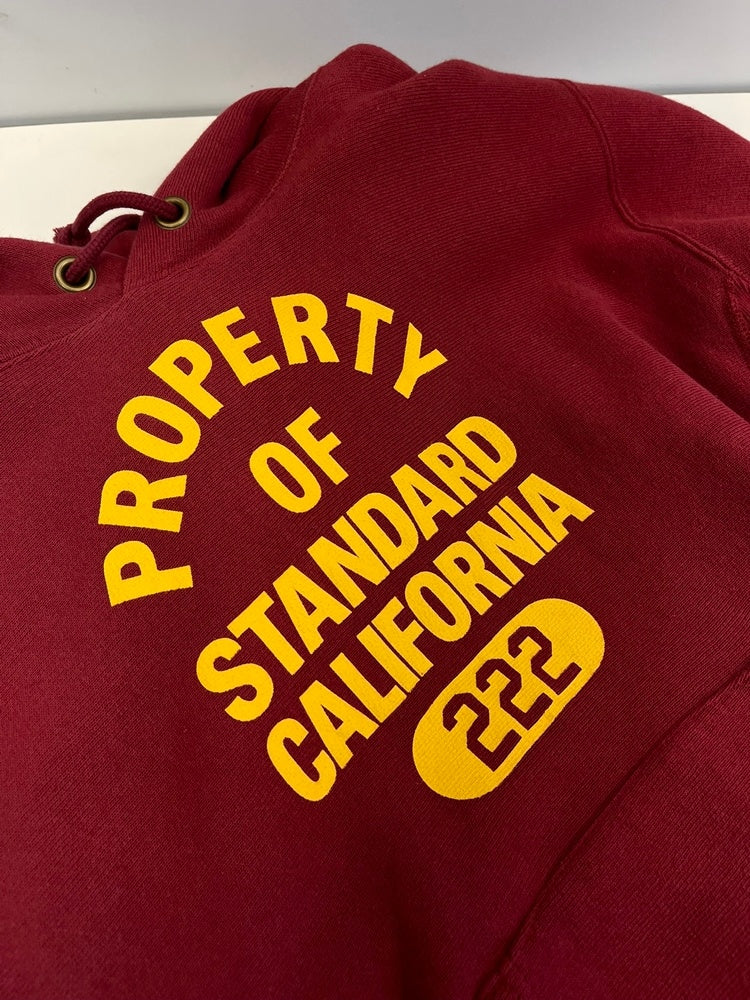 PROPERTY
OF
STANDARD
CALIFORNIA
222